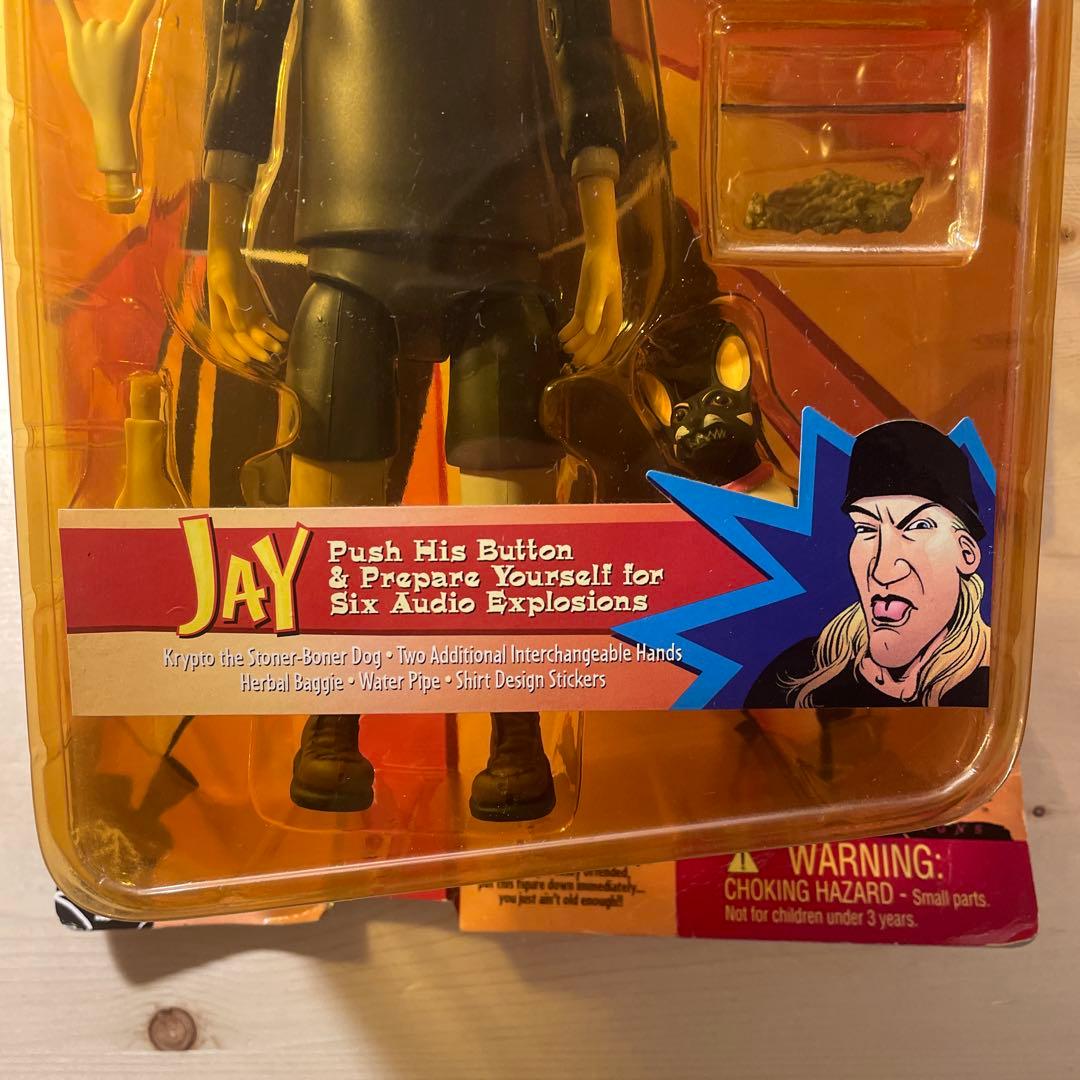 JAY
Push His Button
& Prepare Yourself for
Six Audio Explosions
Krypto the Stoner-Boner Dog • Two Additional Interchangeable Hands
Herbal Baggie • Water Pipe • Shirt Design Stickers
offended,
put this figure down immediately...
you just ain't old enough!!
WARNING:
CHOKING HAZARD - Small parts.
Not for children under 3 years.